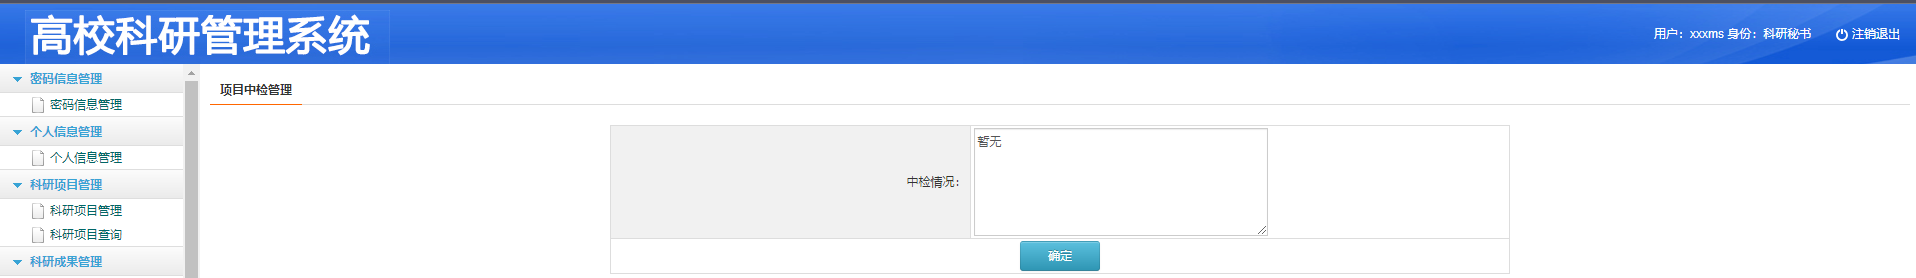 高校科研管理系统
用户：xxxms 身份：科研秘书 注销退出
密码信息管理
密码信息管理
个人信息管理
个人信息管理
科研项目管理
科研项目管理
科研项目查询
科研成果管理
项目中检管理
中检情况：
暂无
确定